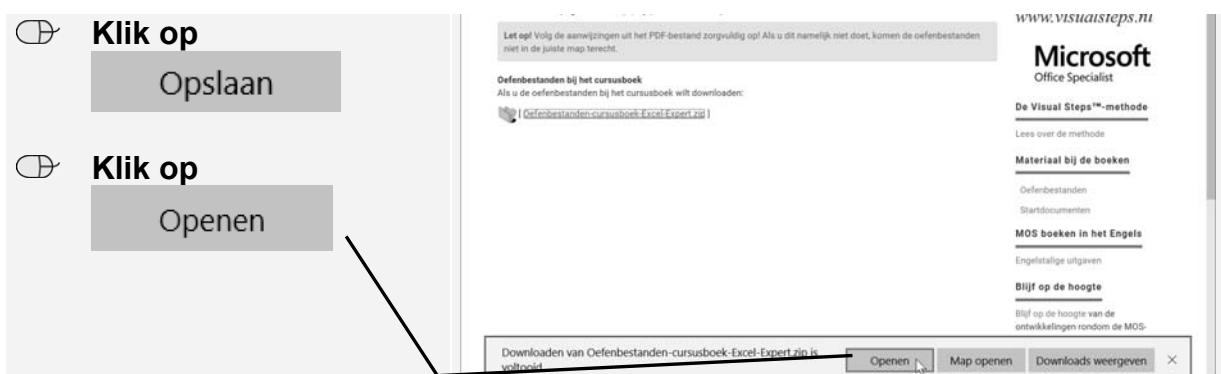 Klik op
Opslaan
Klik op
Openen
Let op! Volg de aanwijzingen uit het PDF-bestand zorgvuldig op! Als u dit namelijk niet doet, komen de oefenbestanden
niet in de juiste map terecht.
Oefenbestanden bij het cursusboek
Als u de oefenbestanden bij het cursusboek wilt downloaden:
[ Oefenbestanden-cursusboek-Excel-Expert.zip ]
www.visualsteps.nl
Microsoft
Office Specialist
De Visual Steps™-methode
Lees over de methode
Materiaal bij de boeken
Oefenbestanden
Startdocumenten
MOS boeken in het Engels
Engelstalige uitgaven
Blijf op de hoogte
Blijf op de hoogte van de
ontwikkelingen rondom de MOS-
Downloaden van Oefenbestanden-cursusboek-Excel-Expert.zip is
voltooid.
Openen
Map openen
Downloads weergeven